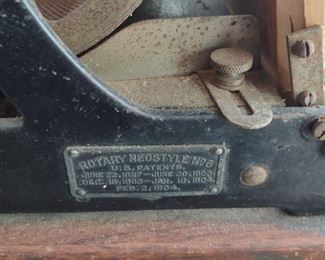 ROTARY NEOSTYLE Nº 6
U.S. PATENTS.
JUNE 22, 1897—JUNE 30, 1903
DEC. 15, 1903—JAN. 19, 1904
FEB. 2, 1904.